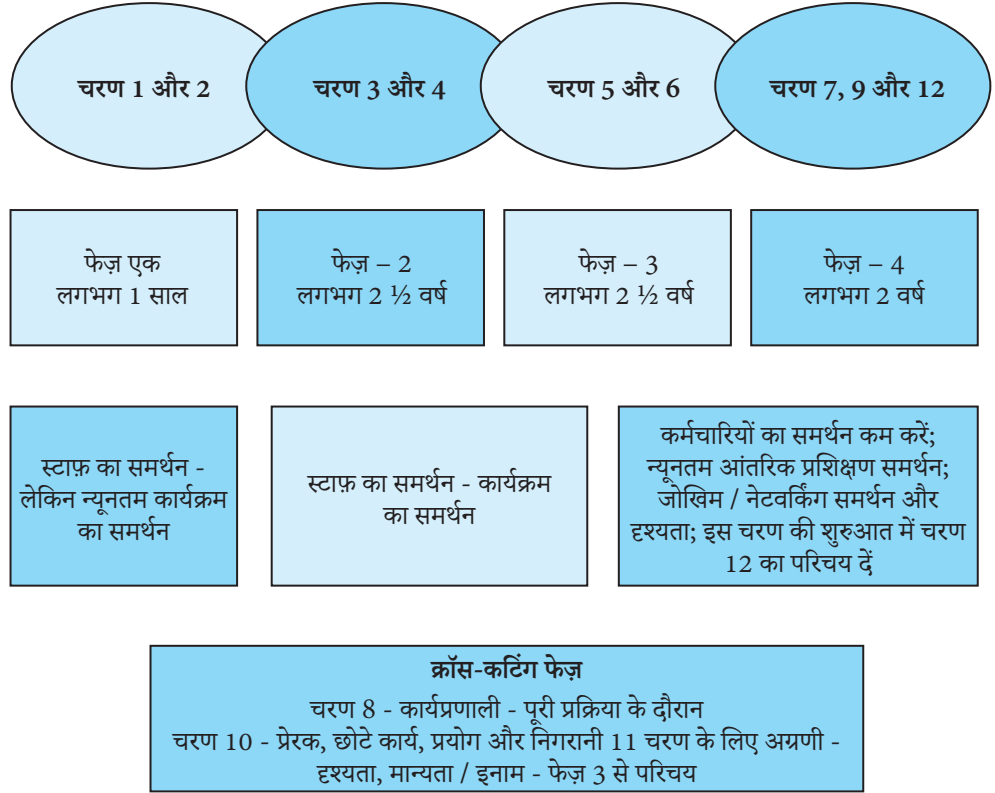 चरण 1 और 2
चरण 3 और 4
चरण 5 और 6
चरण 7, 9 और 12
फेज़ एक
लगभग 1 साल
फेज़ – 2
लगभग 2 ½ वर्ष
फेज़ – 3
लगभग 2 ½ वर्ष
फेज़ – 4
लगभग 2 वर्ष
स्टाफ़ का समर्थन -
लेकिन न्यूनतम कार्यक्रम
का समर्थन
स्टाफ़ का समर्थन - कार्यक्रम
का समर्थन
कर्मचारियों का समर्थन कम करें;
न्यूनतम आंतरिक प्रशिक्षण समर्थन;
जोखिम / नेटवर्किंग समर्थन और
दृश्यता; इस चरण की शुरुआत में चरण
12 का परिचय दें
क्रॉस-कटिंग फेज़
चरण 8 - कार्यप्रणाली - पूरी प्रक्रिया के दौरान
चरण 10 - प्रेरक, छोटे कार्य, प्रयोग और निगरानी 11 चरण के लिए अग्रणी -
दृश्यता, मान्यता / इनाम - फेज़ 3 से परिचय